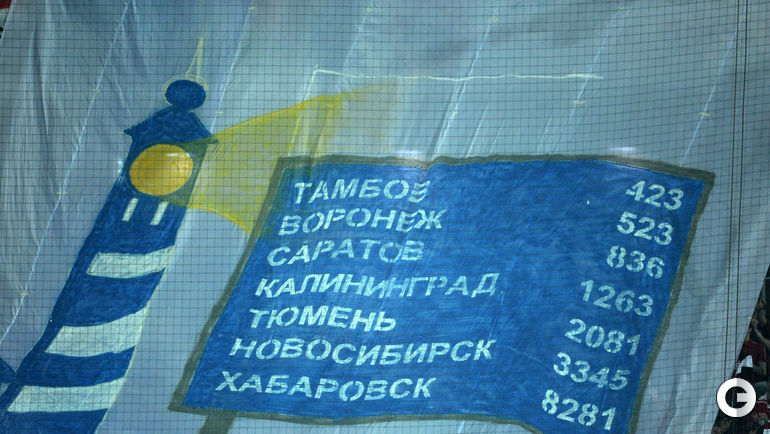 ТАМБОВ 423
ВОРОНЕЖ 523
САРАТОВ 836
КАЛИНИНГРАД 1263
ТЮМЕНЬ 2081
НОВОСИБИРСК 3345
ХАБАРОВСК 8281